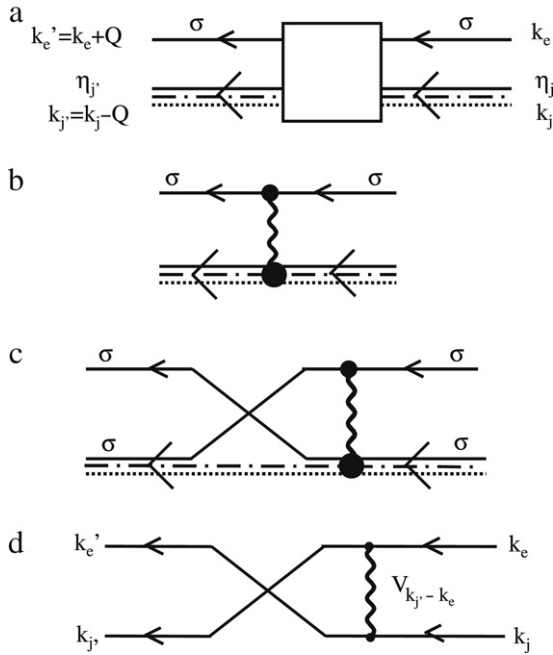 a
k_e'=k_e+Q σ σ k_e
η_j' η_j
k_j'=k_j−Q k_j
b
σ σ
c
σ σ
σ σ
d
k_e' k_e
V_{k_j' − k_e}
k_j' k_j